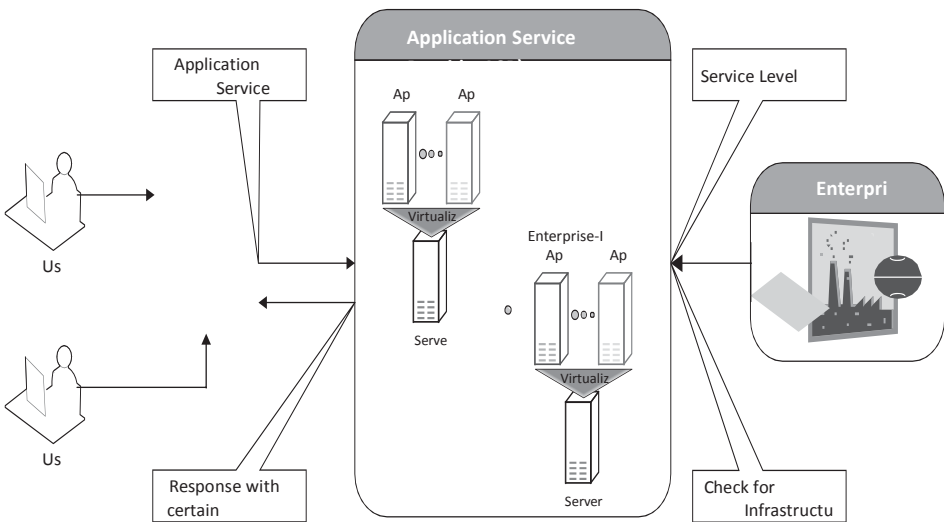 Application Service
Application
Service
Service Level
Ap Ap
Enterpri
Virtualiz
Enterprise-I
Ap Ap
Us
Serve
Virtualiz
Us
Server
Response with
certain
Check for
Infrastructu